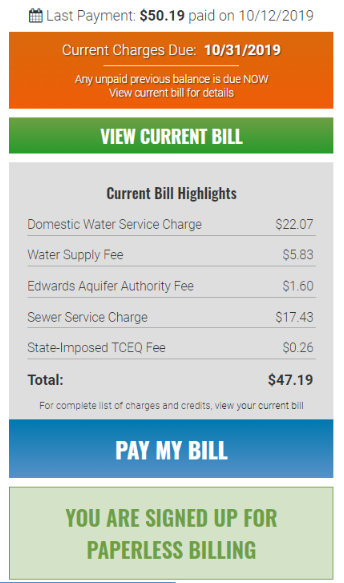 Last Payment: $50.19 paid on 10/12/2019
Current Charges Due: 10/31/2019
Any unpaid previous balance is due NOW
View current bill for details
VIEW CURRENT BILL
Current Bill Highlights
Domestic Water Service Charge $22.07
Water Supply Fee $5.83
Edwards Aquifer Authority Fee $1.60
Sewer Service Charge $17.43
State-Imposed TCEQ Fee $0.26
Total: $47.19
For complete list of charges and credits, view your current bill
PAY MY BILL
YOU ARE SIGNED UP FOR
PAPERLESS BILLING